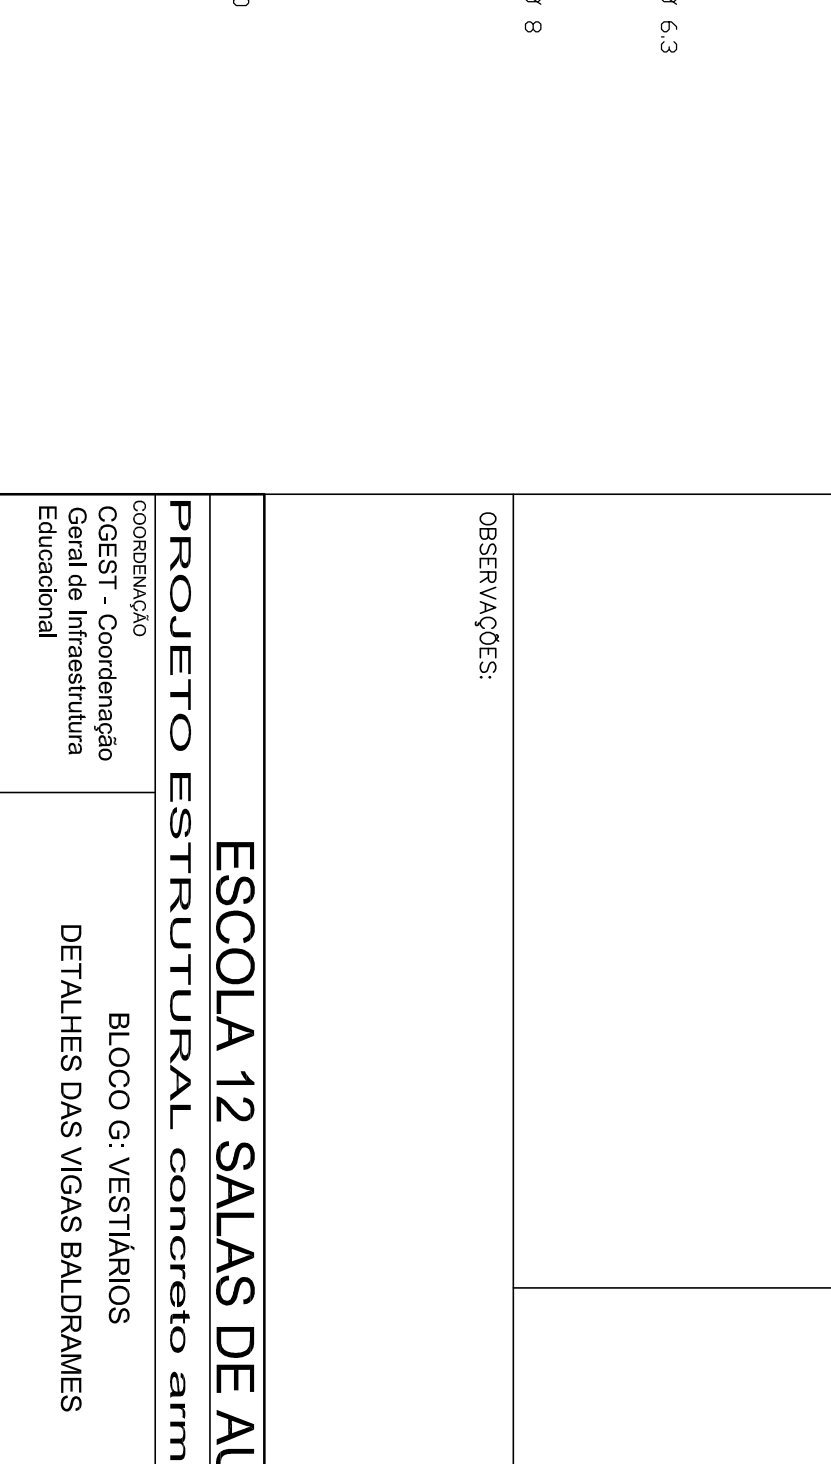 6.3
8
OBSERVAÇÕES:
ESCOLA 12 SALAS DE AU
PROJETO ESTRUTURAL concreto arm
COORDENAÇÃO
CGEST - Coordenação
Geral de Infraestrutura
Educacional
BLOCO G: VESTIÁRIOS
DETALHES DAS VIGAS BALDRAMES